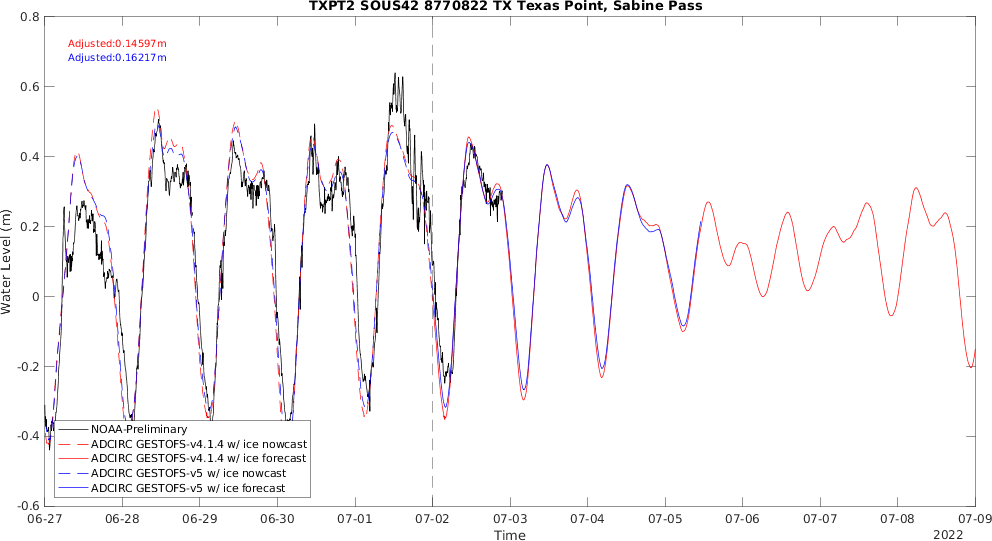 TXPT2 SOUS42 8770822 TX Texas Point, Sabine Pass
0.8
Adjusted:0.14597m
Adjusted:0.16217m
0.6
0.4
0.2
0
-0.2
-0.4
-0.6
Water Level (m)
NOAA-Preliminary
ADCIRC GESTOFS-v4.1.4 w/ ice nowcast
ADCIRC GESTOFS-v4.1.4 w/ ice forecast
ADCIRC GESTOFS-v5 w/ ice nowcast
ADCIRC GESTOFS-v5 w/ ice forecast
06-27 06-28 06-29 06-30 07-01 07-02 07-03 07-04 07-05 07-06 07-07 07-08 07-09
Time
2022